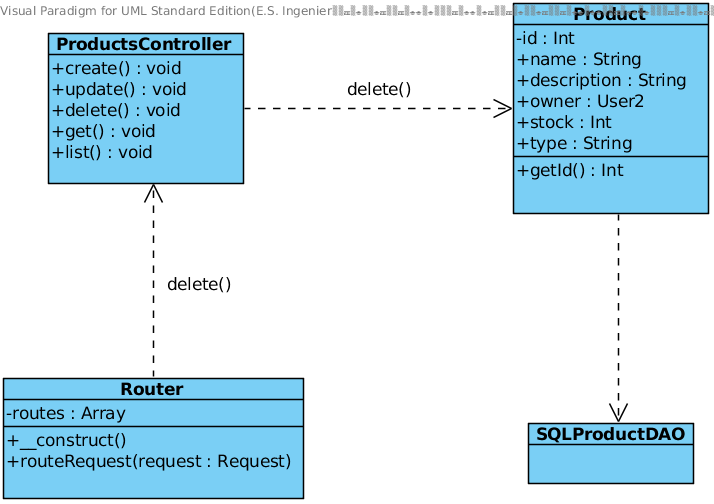 Visual Paradigm for UML Standard Edition(E.S. Ingenier
Product
-id : Int
+name : String
+description : String
+owner : User2
+stock : Int
+type : String
+getId() : Int
ProductsController
+create() : void
+update() : void
+delete() : void
+get() : void
+list() : void
delete()
delete()
Router
-routes : Array
+__construct()
+routeRequest(request : Request)
SQLProductDAO